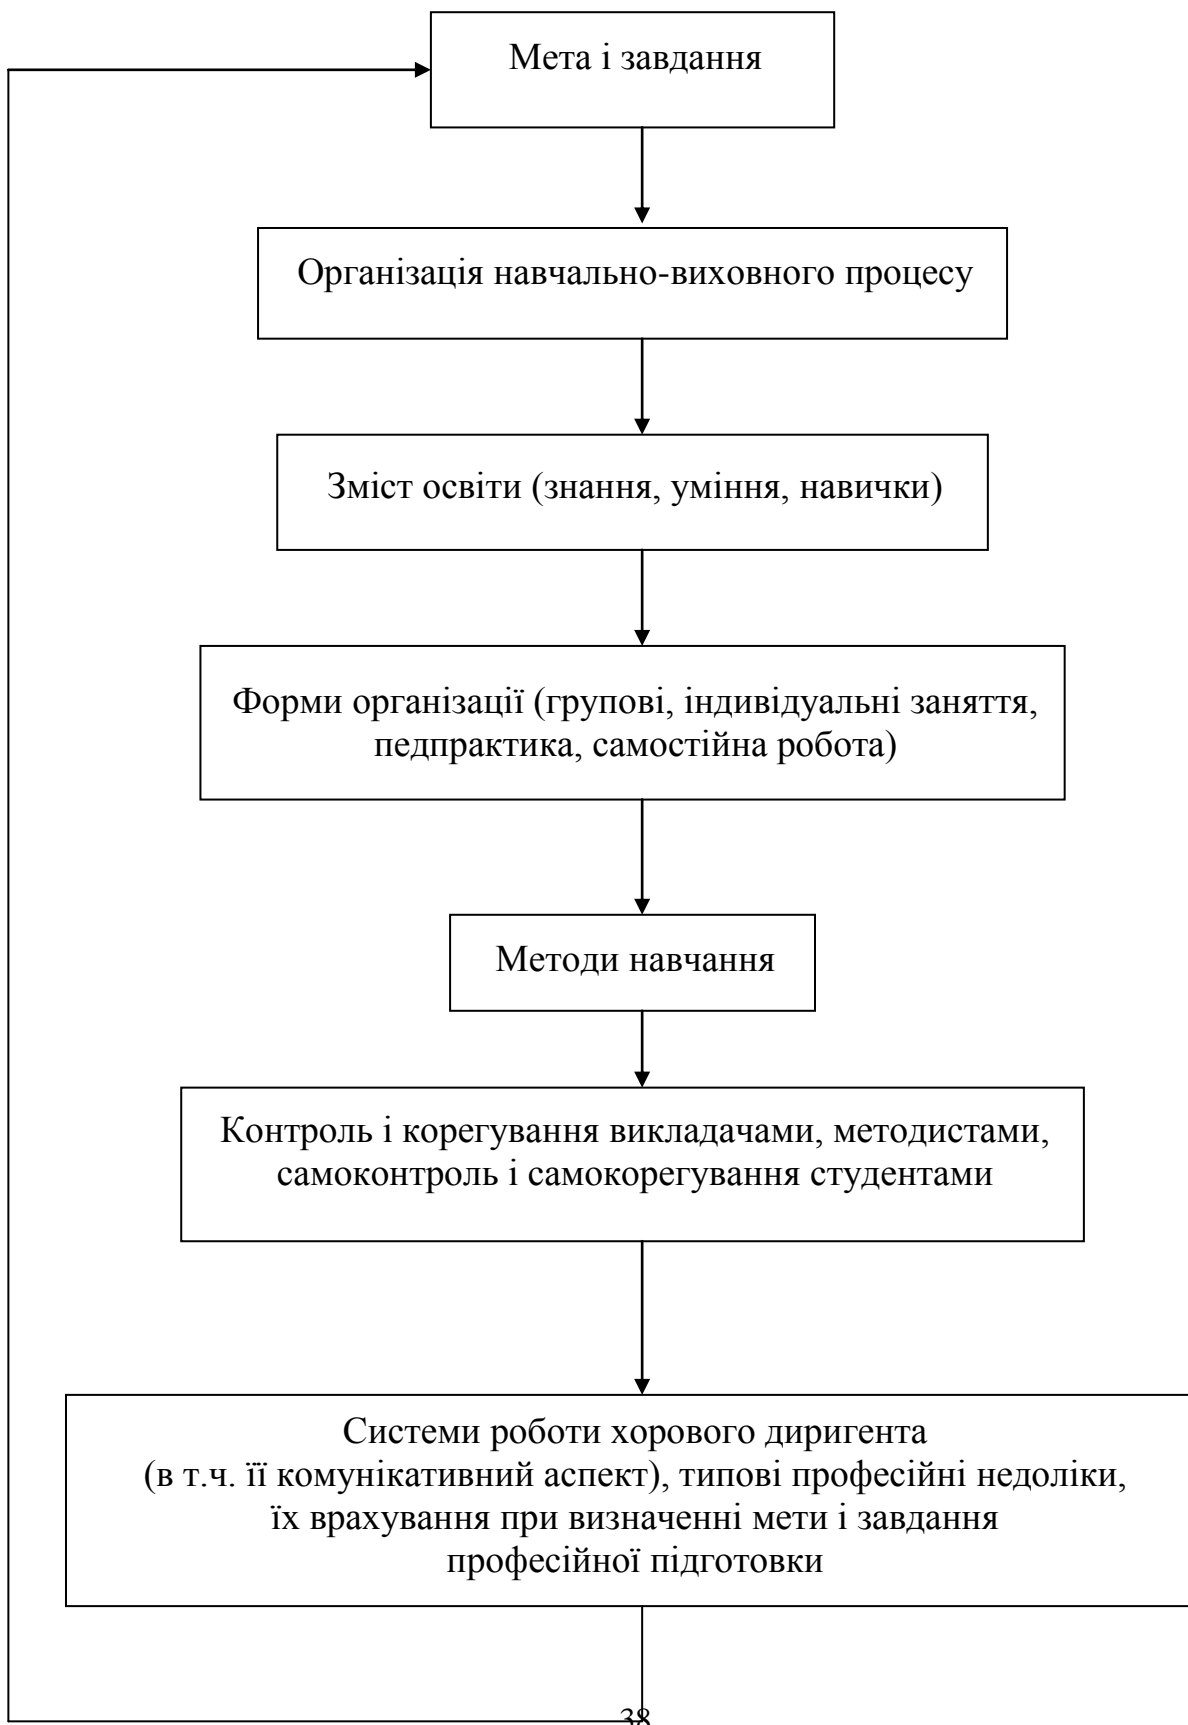 Мета і завдання
Організація навчально-виховного процесу
Зміст освіти (знання, уміння, навички)
Форми організації (групові, індивідуальні заняття,
педпрактика, самостійна робота)
Методи навчання
Контроль і корегування викладачами, методистами,
самоконтроль і самокорегування студентами
Системи роботи хорового диригента
(в т.ч. її комунікативний аспект), типові професійні недоліки,
їх врахування при визначенні мети і завдання
професійної підготовки
38